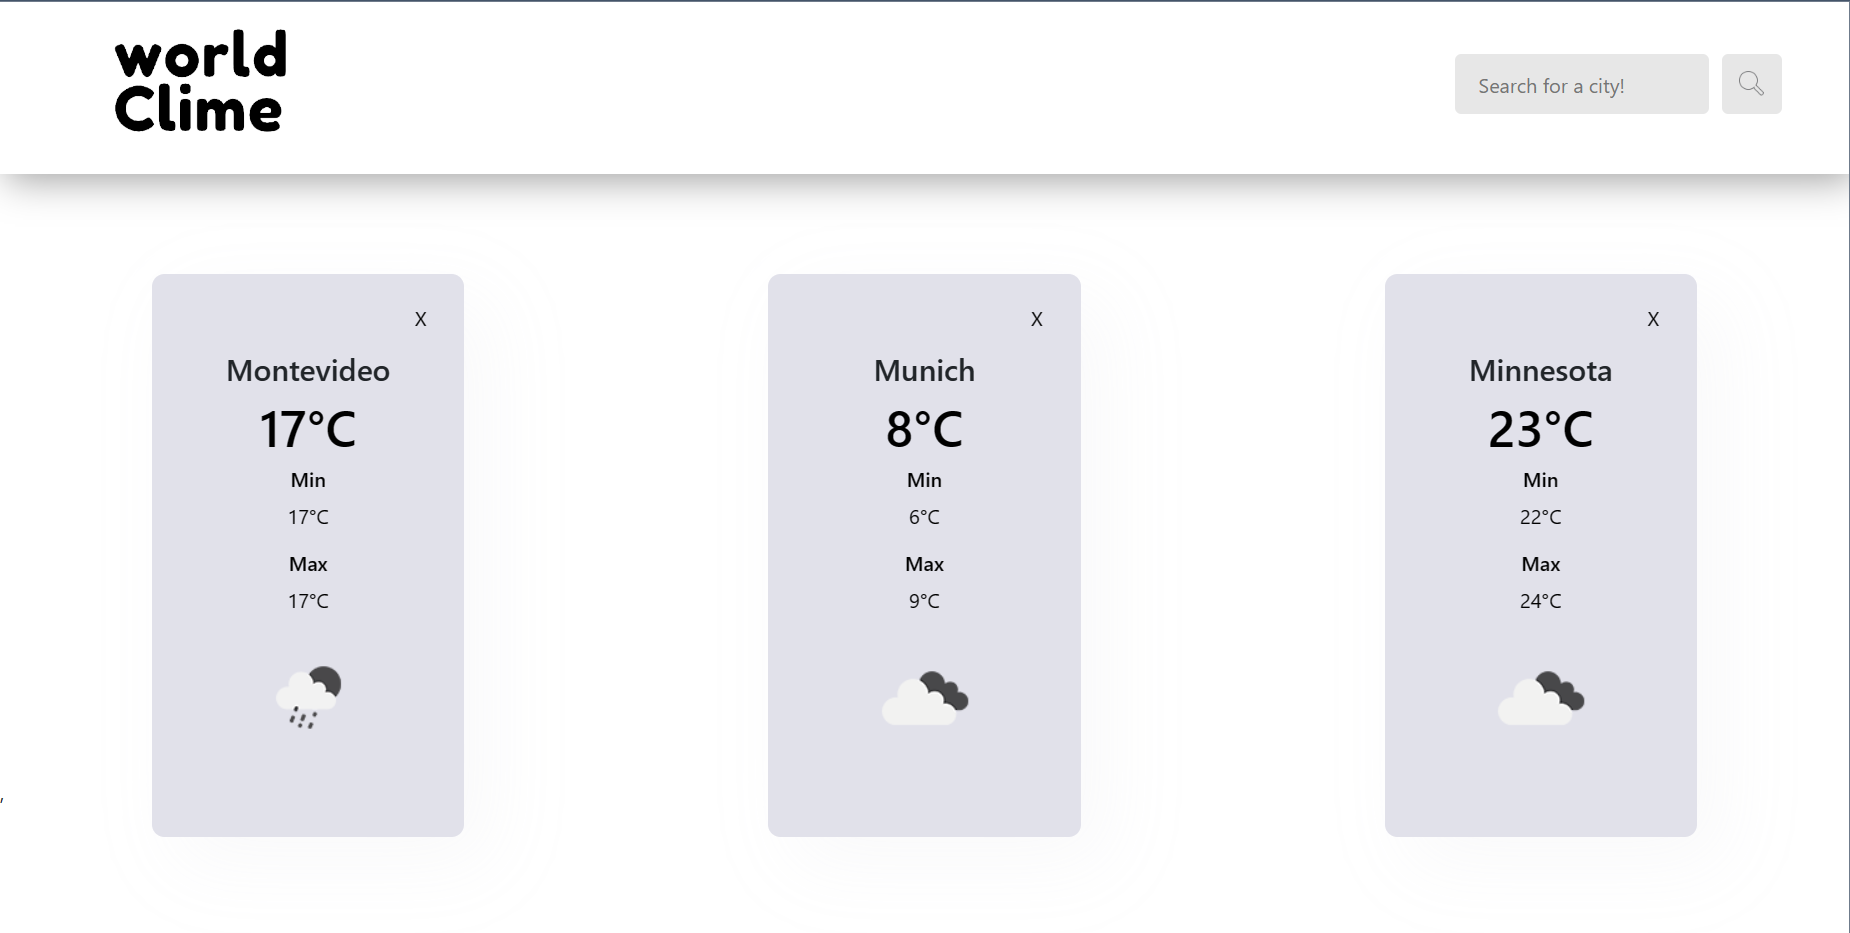 world
Clime
Search for a city!
X
Montevideo
17°C
Min
17°C
Max
17°C
X
Munich
8°C
Min
6°C
Max
9°C
X
Minnesota
23°C
Min
22°C
Max
24°C
,